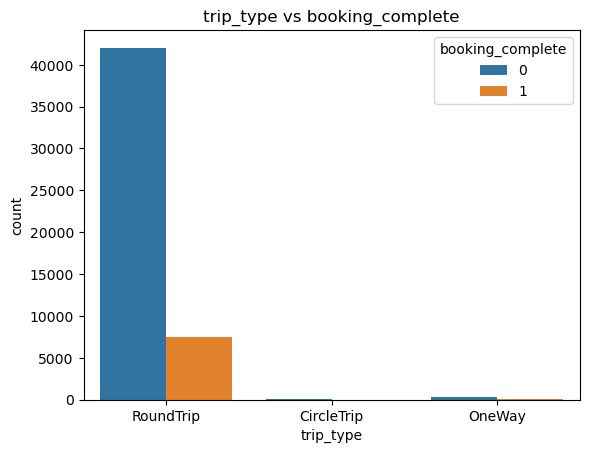 trip_type vs booking_complete
booking_complete
0
1
40000
35000
30000
25000
20000
15000
10000
5000
0
count
RoundTrip
CircleTrip
OneWay
trip_type